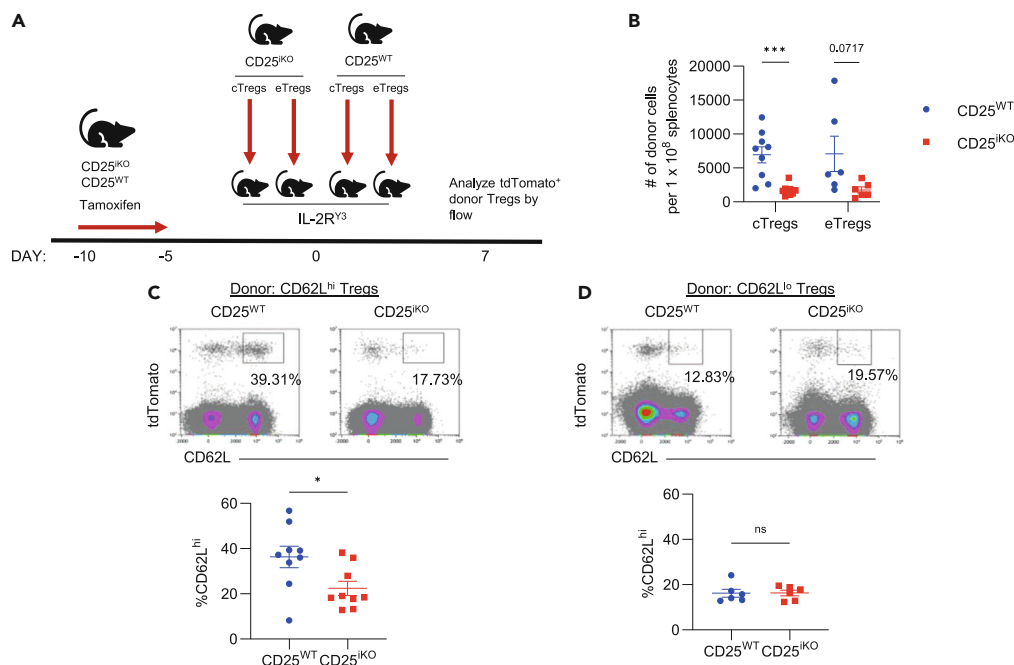 A
CD25iKO
CD25WT
cTregs eTregs cTregs eTregs
CD25iKO
CD25WT
Tamoxifen
IL-2RY3
Analyze tdTomato+
donor Tregs by
flow
DAY: -10 -5 0 7
B
*** 0.0717
# of donor cells
per 1 x 10^8 splenocytes
20000
15000
10000
5000
0
cTregs eTregs
CD25WT
CD25iKO
C
Donor: CD62Lhi Tregs
CD25WT CD25iKO
tdTomato
39.31% 17.73%
CD62L
*
%CD62Lhi
60
40
20
0
CD25WT CD25iKO
D
Donor: CD62Llo Tregs
CD25WT CD25iKO
tdTomato
12.83% 19.57%
CD62L
ns
%CD62Lhi
60
40
20
0
CD25WT CD25iKO